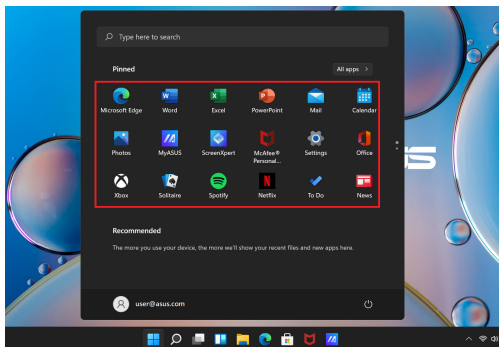 Type here to search
Pinned
All apps >
Microsoft Edge
Word
Excel
PowerPoint
Mail
Calendar
Photos
MyASUS
ScreenXpert
McAfee®
Personal...
Settings
Office
Xbox
Solitaire
Spotify
Netflix
To Do
News
Recommended
The more you use your device, the more we'll show your recent files and new apps here.
user@asus.com